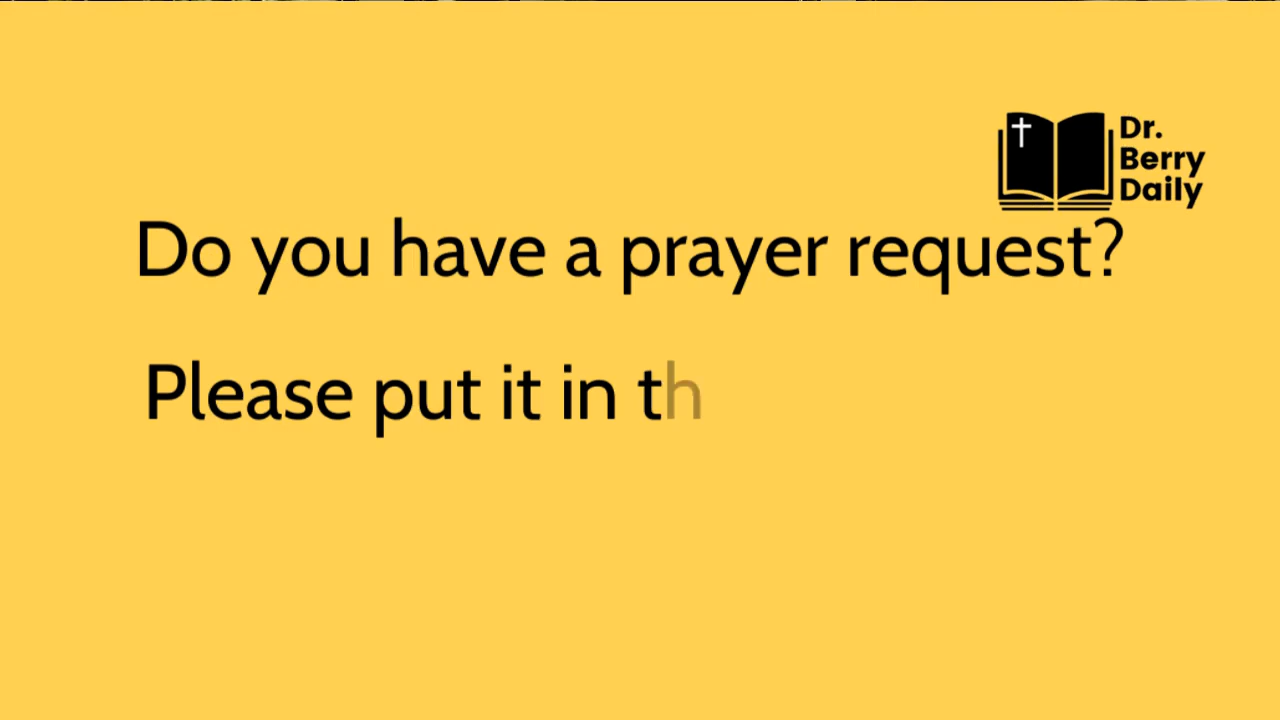 Dr.
Berry
Daily
Do you have a prayer request?
Please put it in th